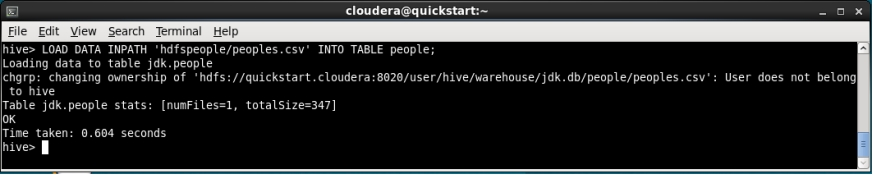 cloudera@quickstart:~
File Edit View Search Terminal Help
hive> LOAD DATA INPATH 'hdfspeople/peoples.csv' INTO TABLE people;
Loading data to table jdk.people
chgrp: changing ownership of 'hdfs://quickstart.cloudera:8020/user/hive/warehouse/jdk.db/people/peoples.csv': User does not belong
 to hive
Table jdk.people stats: [numFiles=1, totalSize=347]
OK
Time taken: 0.604 seconds
hive>